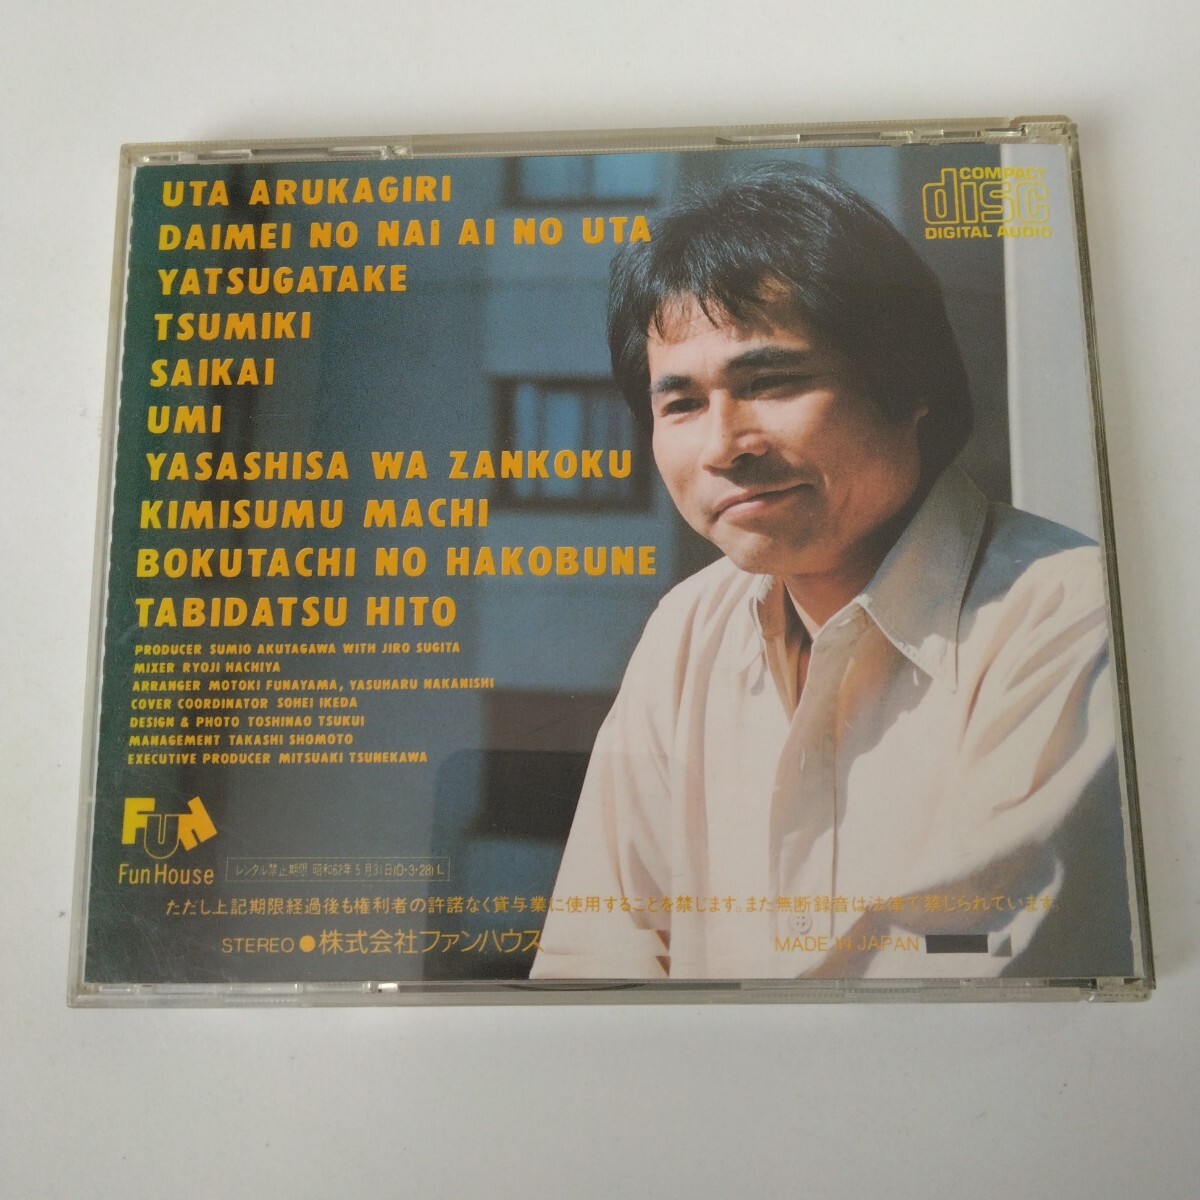 UTA ARUKAGIRI
DAIMEI NO NAI AI NO UTA
YATSUGATAKE
TSUMIKI
SAIKAI
UMI
YASASHISA WA ZANKOKU
KIMISUMU MACHI
BOKUTACHI NO HAKOBUNE
TABIDATSU HITO
PRODUCER SUMIO AKUTAGAWA WITH JIRO SUGITA
MIXER RYOJI HACHIYA
ARRANGER MOTOKI FUNAYAMA, YASUHARU NAKANISHI
COVER COORDINATOR SOHEI IKEDA
DESIGN & PHOTO TOSHINAO TSUKUI
MANAGEMENT TAKASHI SHOMOTO
EXECUTIVE PRODUCER MITSUAKI TSUNEKAWA
COMPACT
disc
DIGITAL AUDIO
FUN
Fun House
レンタル禁止期限 昭和62年5月31日(0・3・28)L
ただし上記期限経過後も権利者の許諾なく貸与業に使用することを禁じます。また無断録音は法律で禁じられています。
STEREO ● 株式会社ファンハウス
MADE IN JAPAN